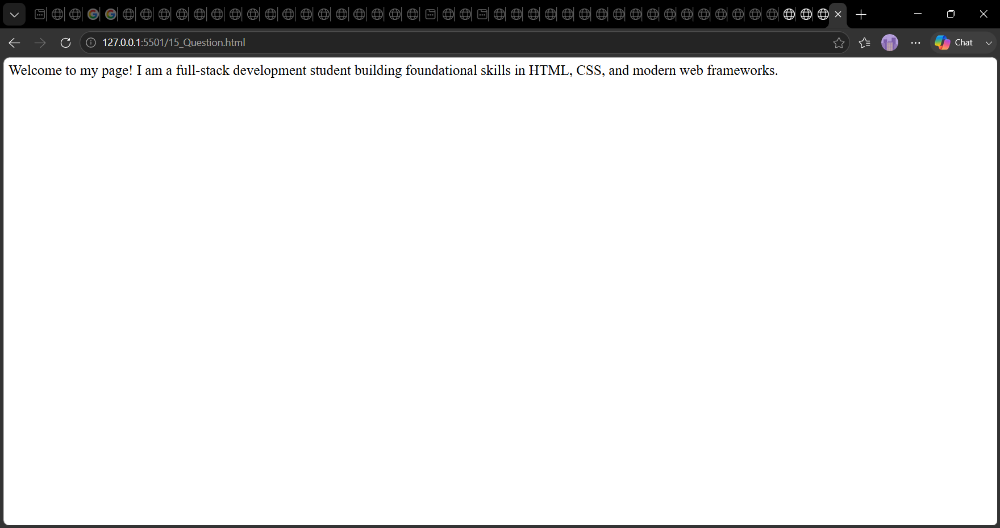 127.0.0.1:5501/15_Question.html
Chat
Welcome to my page! I am a full-stack development student building foundational skills in HTML, CSS, and modern web frameworks.